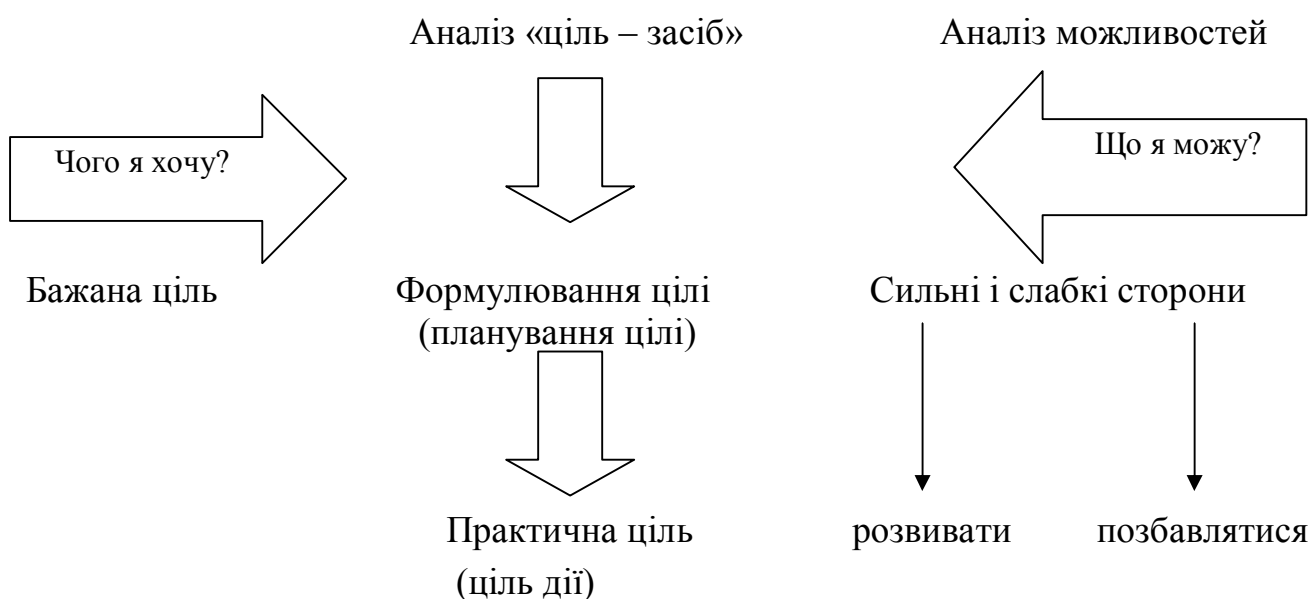 Аналіз «ціль – засіб»
Аналіз можливостей
Чого я хочу?
Що я можу?
Бажана ціль
Формулювання цілі
(планування цілі)
Сильні і слабкі сторони
Практична ціль
(ціль дії)
розвивати
позбавлятися